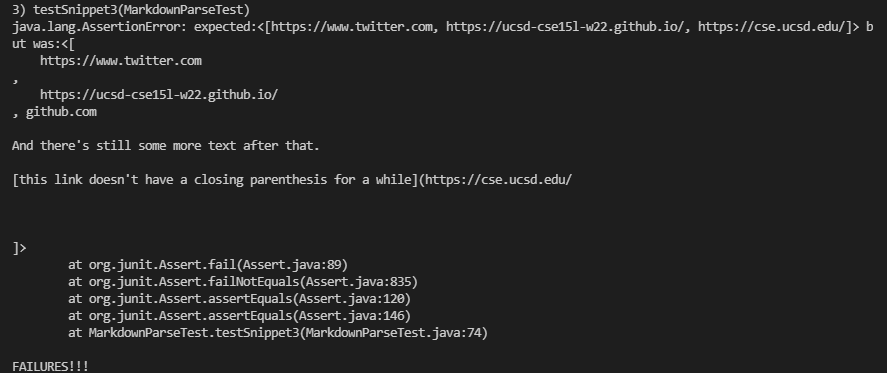 3) testSnippet3(MarkdownParseTest)
java.lang.AssertionError: expected:<[https://www.twitter.com, https://ucsd-cse15l-w22.github.io/, https://cse.ucsd.edu/]> b
ut was:<[
    https://www.twitter.com
,
    https://ucsd-cse15l-w22.github.io/
, github.com
And there's still some more text after that.
[this link doesn't have a closing parenthesis for a while](https://cse.ucsd.edu/
]>
        at org.junit.Assert.fail(Assert.java:89)
        at org.junit.Assert.failNotEquals(Assert.java:835)
        at org.junit.Assert.assertEquals(Assert.java:120)
        at org.junit.Assert.assertEquals(Assert.java:146)
        at MarkdownParseTest.testSnippet3(MarkdownParseTest.java:74)
FAILURES!!!